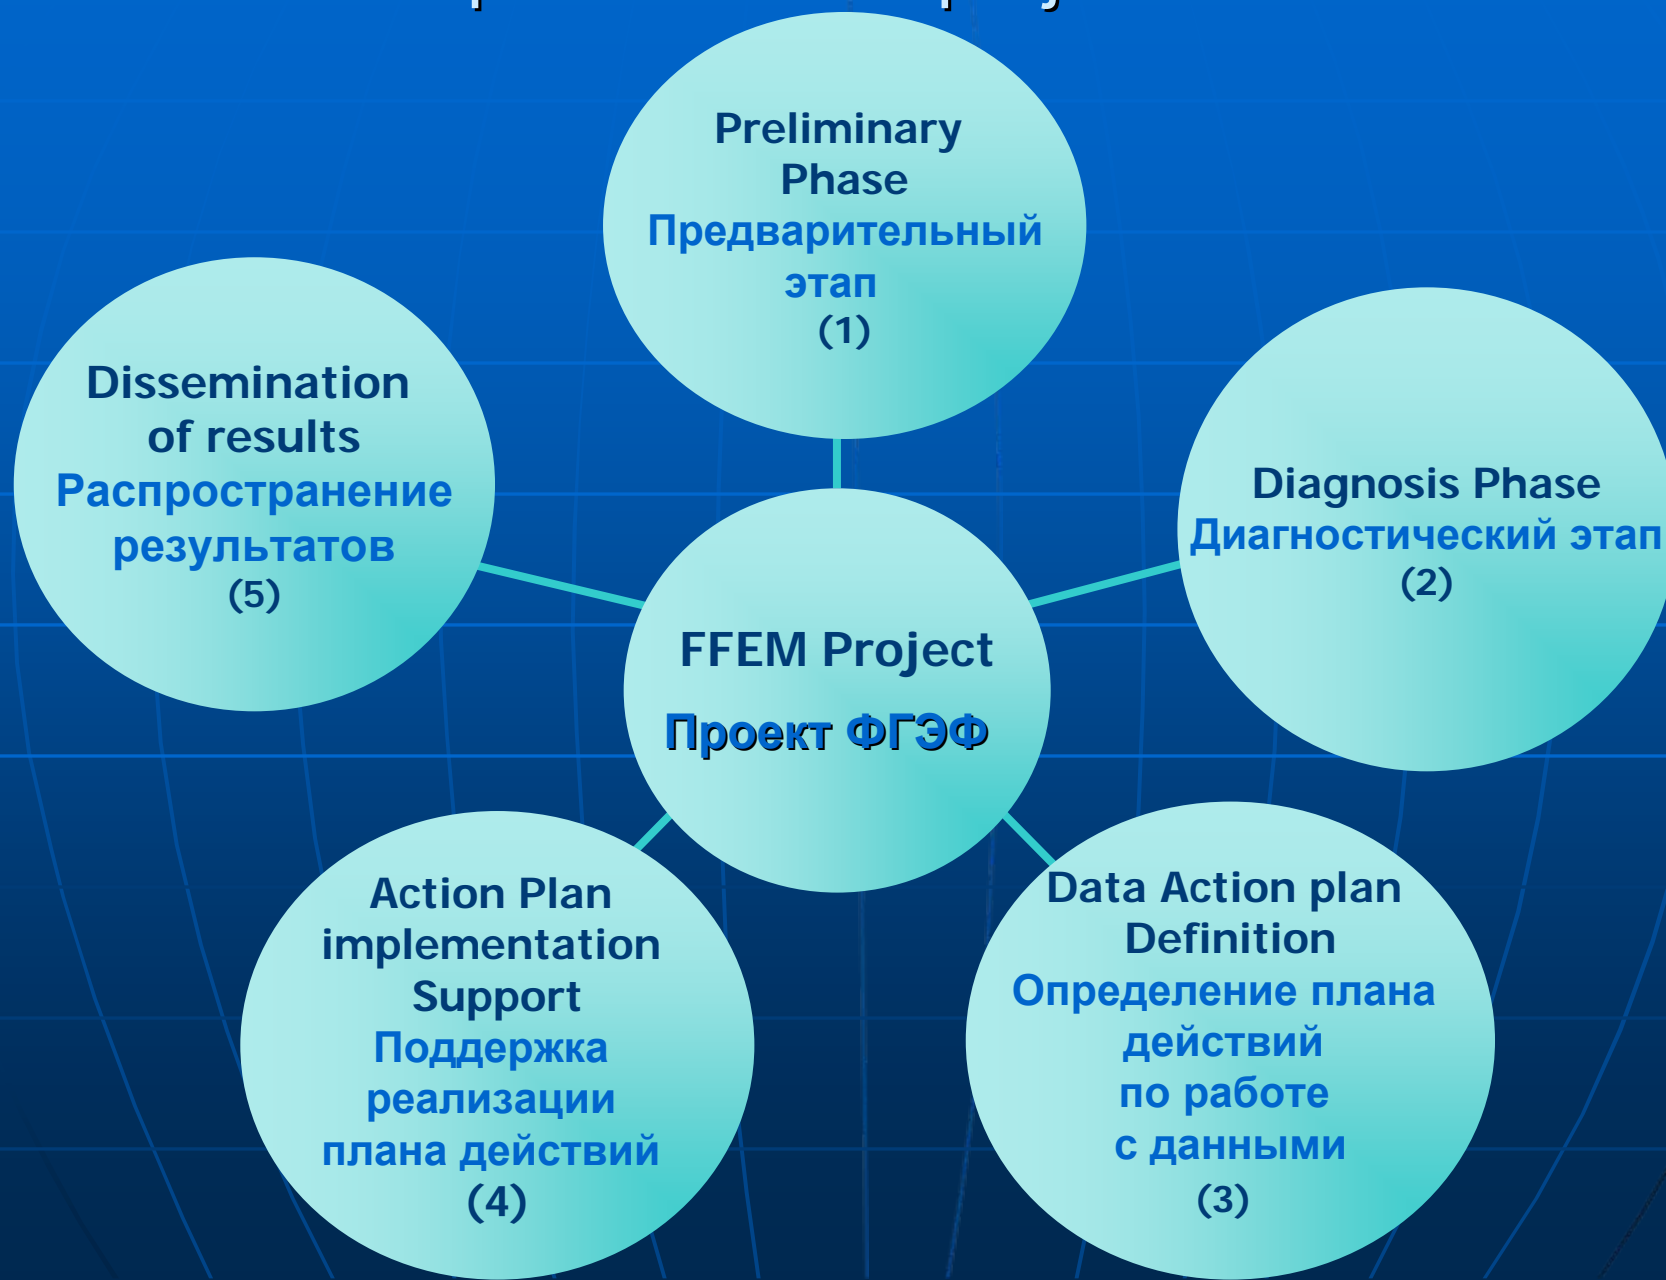 Preliminary
Phase
Предварительный
этап
(1)
Diagnosis Phase
Диагностический этап
(2)
Data Action plan
Definition
Определение плана
действий
по работе
с данными
(3)
Action Plan
implementation
Support
Поддержка
реализации
плана действий
(4)
Dissemination
of results
Распространение
результатов
(5)
FFEM Project
Проект ФГЭФ